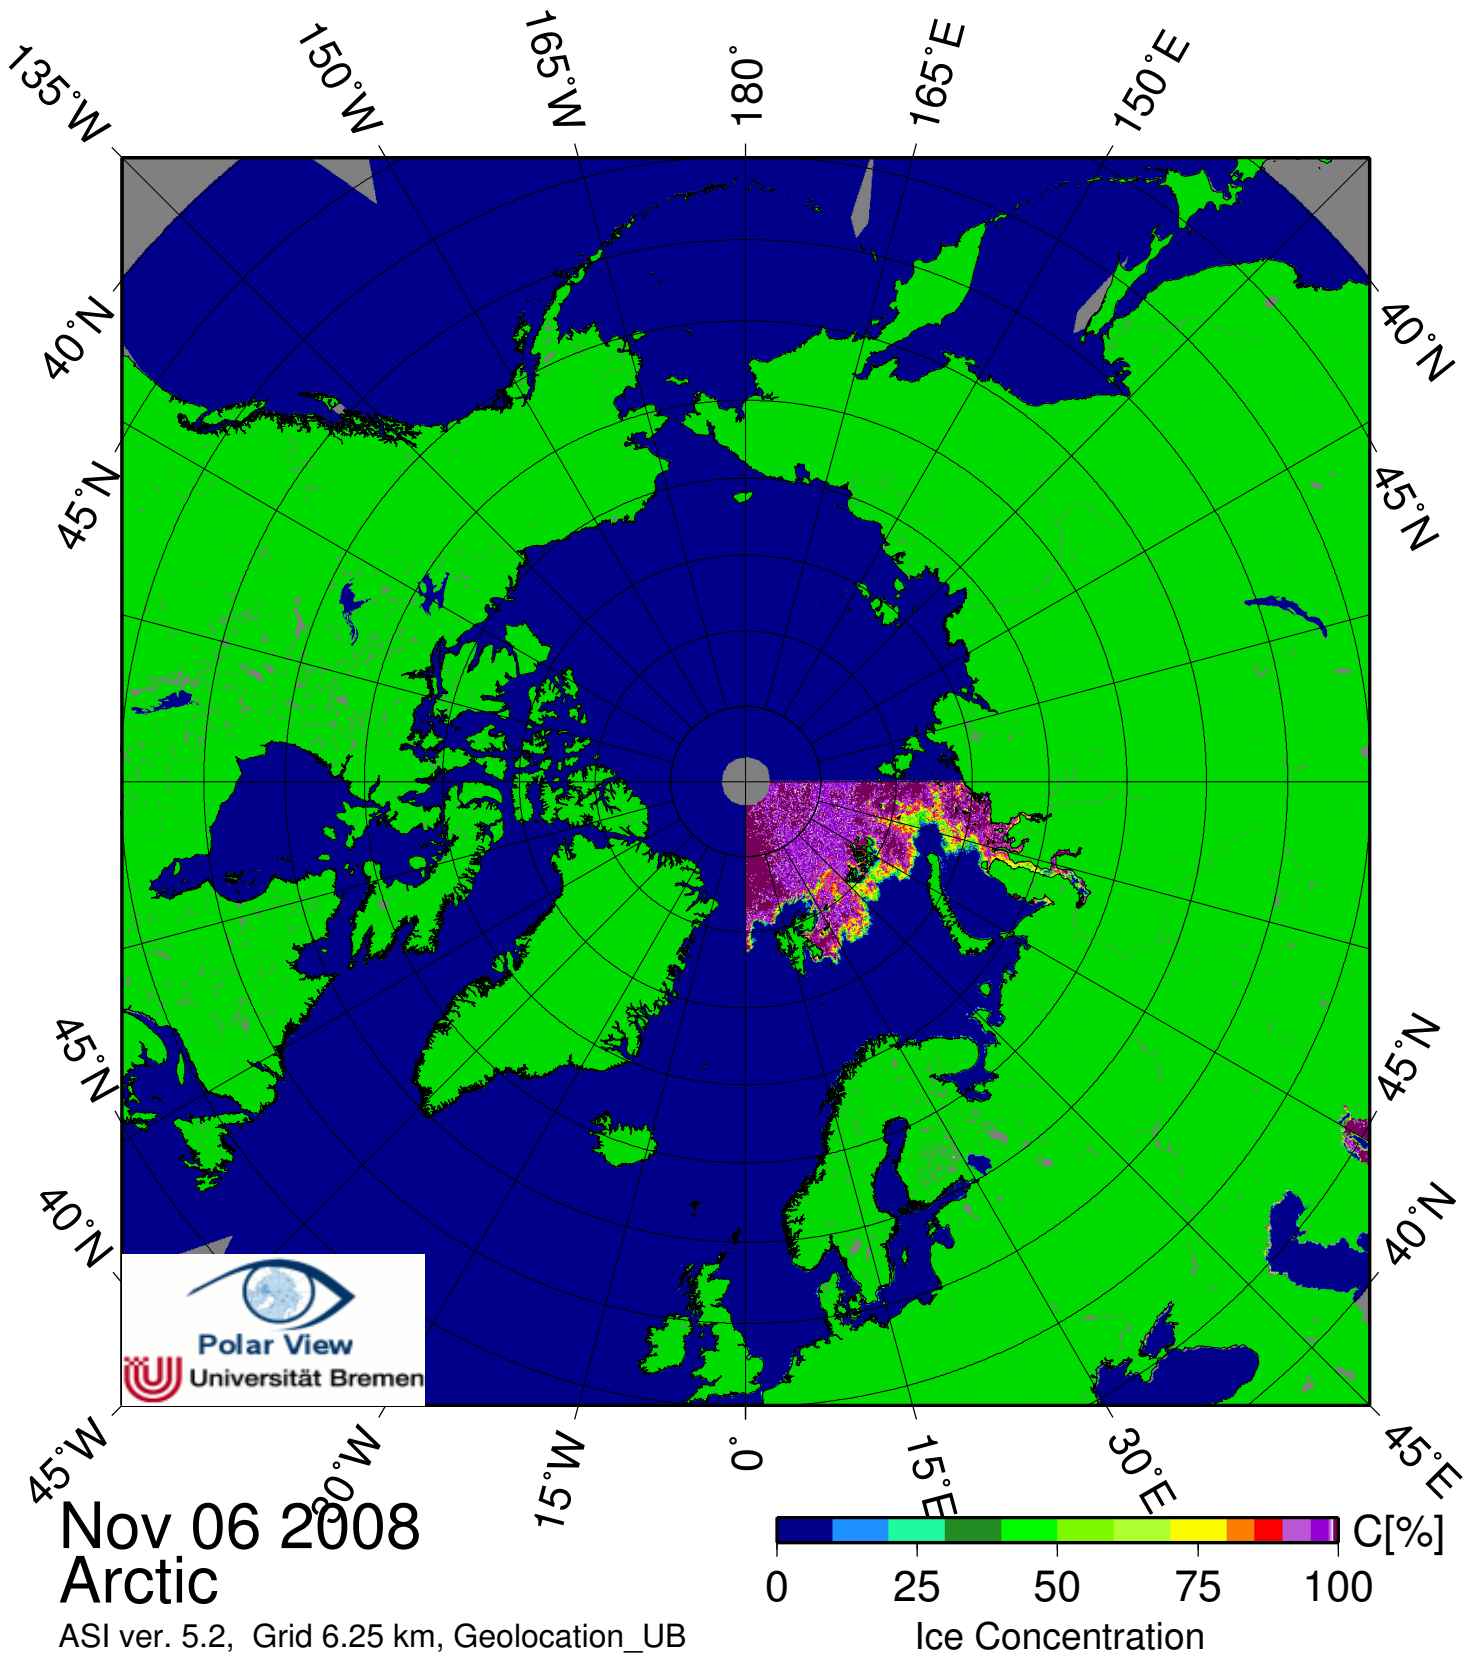 135°W
150°W
165°W
180°
165°E
150°E
40°N
40°N
45°N
45°N
45°N
45°N
40°N
40°N
Polar View
Universität Bremen
45°W
30°W
15°W
0°
15°E
30°E
45°E
Nov 06 2008
Arctic
ASI ver. 5.2, Grid 6.25 km, Geolocation_UB
C[%]
0 25 50 75 100
Ice Concentration